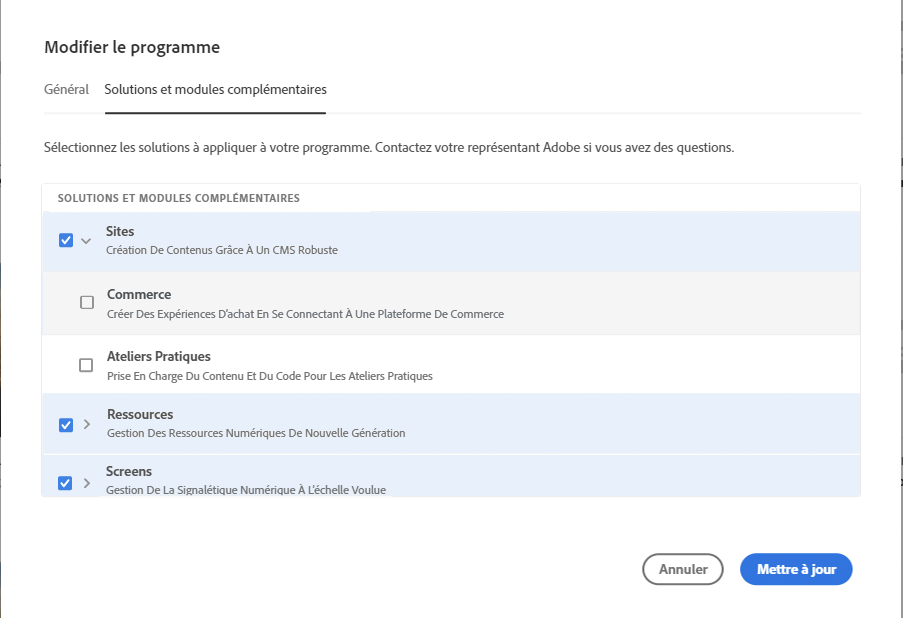 Modifier le programme
Général
Solutions et modules complémentaires
Sélectionnez les solutions à appliquer à votre programme. Contactez votre représentant Adobe si vous avez des questions.
SOLUTIONS ET MODULES COMPLÉMENTAIRES
Sites
Création De Contenus Grâce À Un CMS Robuste
Commerce
Créer Des Expériences D'achat En Se Connectant À Une Plateforme De Commerce
Ateliers Pratiques
Prise En Charge Du Contenu Et Du Code Pour Les Ateliers Pratiques
Ressources
Gestion Des Ressources Numériques De Nouvelle Génération
Screens
Gestion De La Signalétique Numérique À L'échelle Voulue
Annuler
Mettre à jour